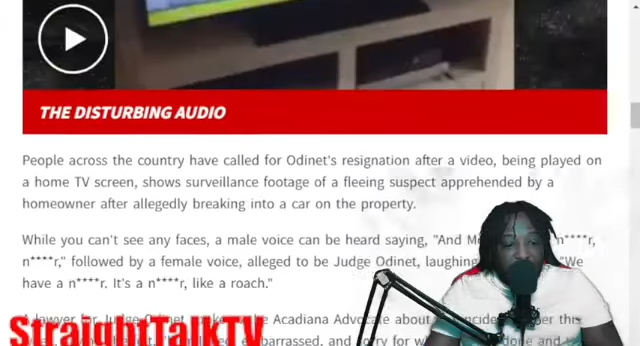 THE DISTURBING AUDIO
People across the country have called for Odinet's resignation after a video, being played on
a home TV screen, shows surveillance footage of a fleeing suspect apprehended by a
homeowner after allegedly breaking into a car on the property.
While you can't see any faces, a male voice can be heard saying, "And n****r,
n****r," followed by a female voice, alleged to be Judge Odinet, laughing "We
have a n****r. It's a n****r, like a roach."
lawyer for Judge Odinet Acadiana Advocate about this
StraightTalkTV
embarrassed, and for done and